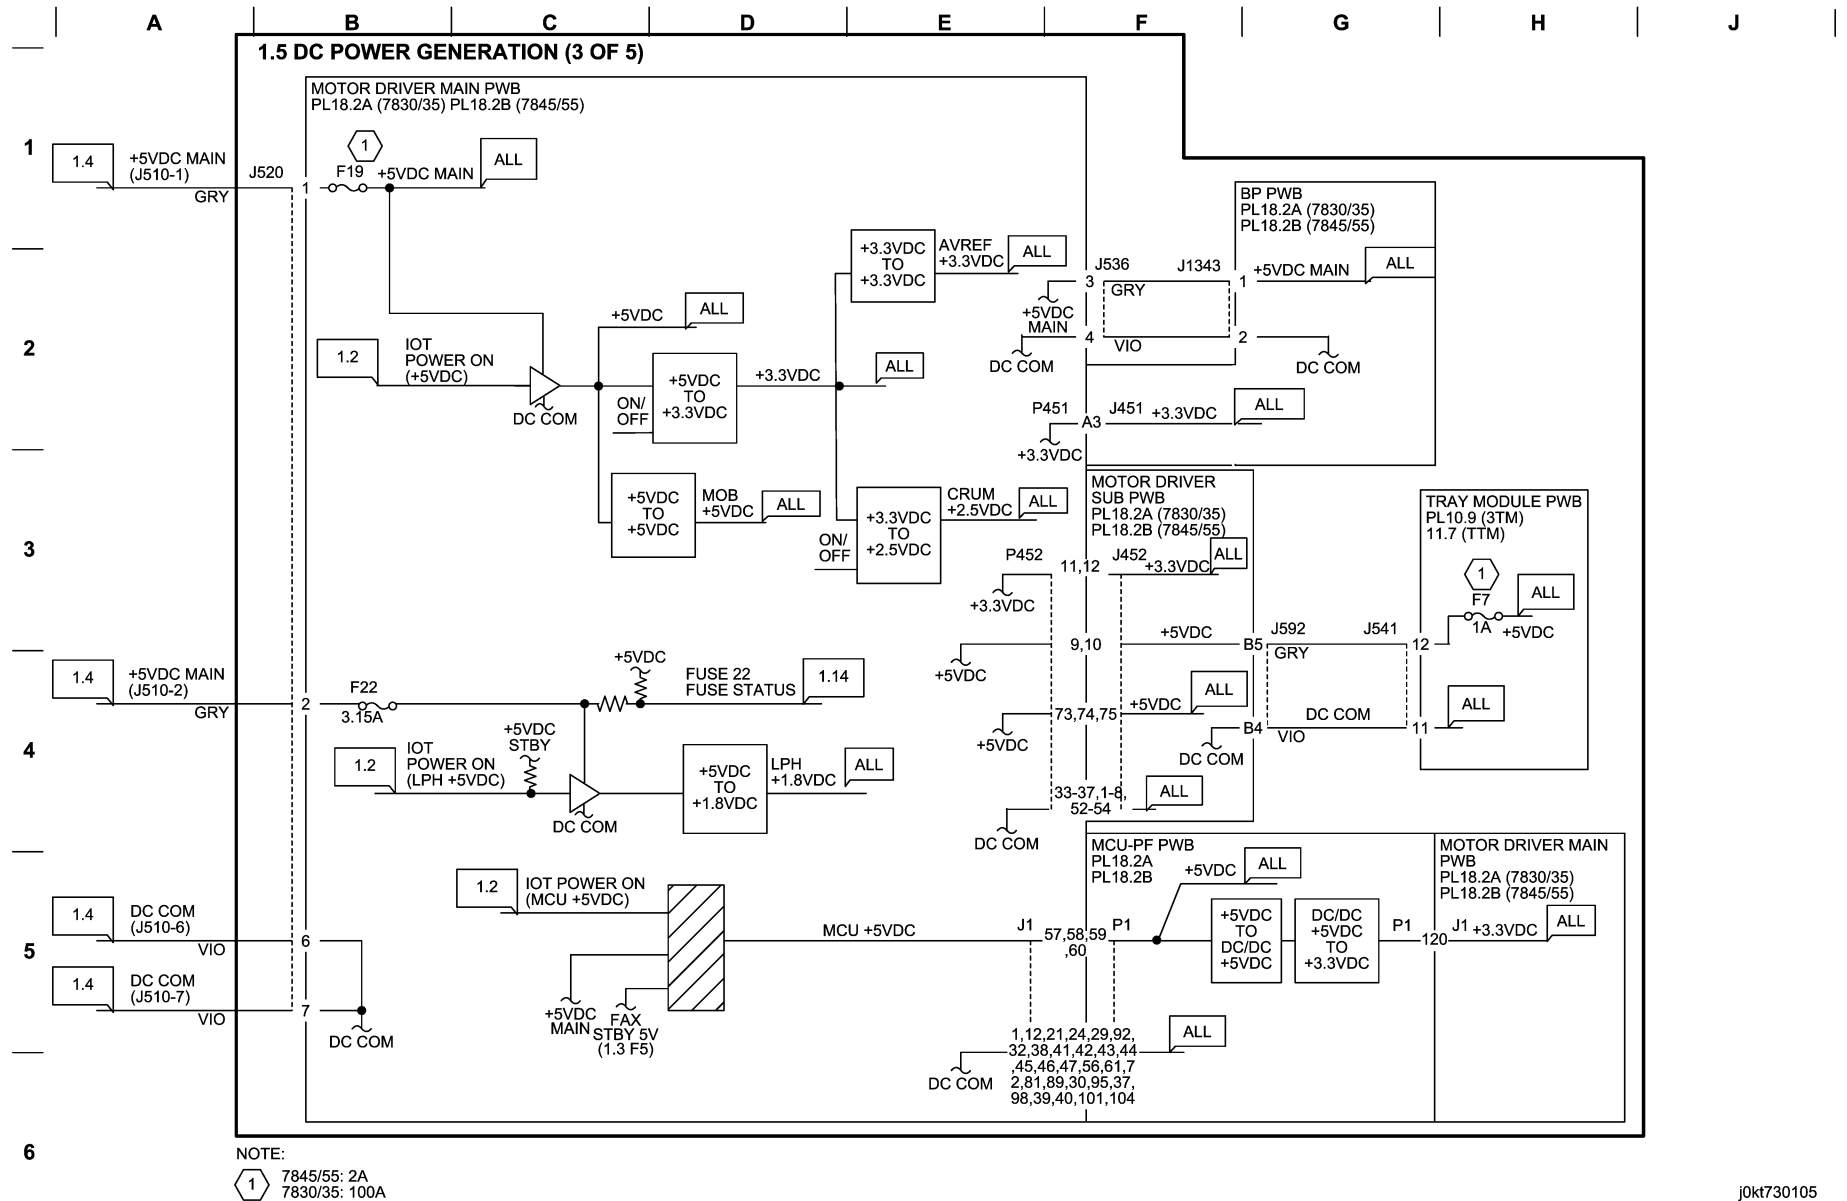 A B C D E F G H J
1.5 DC POWER GENERATION (3 OF 5)
MOTOR DRIVER MAIN PWB
PL18.2A (7830/35) PL18.2B (7845/55)
1
1.4
+5VDC MAIN
(J510-1)
GRY
J520
1
1
F19
+5VDC MAIN
ALL
BP PWB
PL18.2A (7830/35)
PL18.2B (7845/55)
+3.3VDC
TO
+3.3VDC
AVREF
+3.3VDC
ALL
J536
J1343
3
GRY
1
+5VDC MAIN
ALL
+5VDC
MAIN
4
VIO
2
DC COM
DC COM
2
+5VDC
ALL
1.2
IOT
POWER ON
(+5VDC)
DC COM
ON/
OFF
+5VDC
TO
+3.3VDC
+3.3VDC
ALL
P451
A3
J451
+3.3VDC
ALL
+3.3VDC
3
+5VDC
TO
+5VDC
MOB
+5VDC
ALL
ON/
OFF
+3.3VDC
TO
+2.5VDC
CRUM
+2.5VDC
ALL
MOTOR DRIVER
SUB PWB
PL18.2A (7830/35)
PL18.2B (7845/55)
P452
11,12
J452
+3.3VDC
ALL
+3.3VDC
TRAY MODULE PWB
PL10.9 (3TM)
11.7 (TTM)
1
F7
1A
ALL
+5VDC
9,10
+5VDC
B5
J592
GRY
J541
12
+5VDC
4
1.4
+5VDC MAIN
(J510-2)
GRY
2
F22
3.15A
+5VDC
FUSE 22
FUSE STATUS
1.14
73,74,75
+5VDC
ALL
+5VDC
B4
DC COM
VIO
11
ALL
DC COM
1.2
IOT
POWER ON
(LPH +5VDC)
+5VDC
STBY
DC COM
+5VDC
TO
+1.8VDC
LPH
+1.8VDC
ALL
33-37,1-8,
52-54
ALL
DC COM
5
1.2
IOT POWER ON
(MCU +5VDC)
MCU-PF PWB
PL18.2A
PL18.2B
+5VDC
ALL
MOTOR DRIVER MAIN
PWB
PL18.2A (7830/35)
PL18.2B (7845/55)
1.4
DC COM
(J510-6)
VIO
6
MCU +5VDC
J1
57,58,59
,60
P1
+5VDC
TO
DC/DC
+5VDC
DC/DC
+5VDC
TO
+3.3VDC
P1
120
J1
+3.3VDC
ALL
1.4
DC COM
(J510-7)
VIO
7
DC COM
+5VDC
MAIN
FAX
STBY 5V
(1.3 F5)
1,12,21,24,29,92,
32,38,41,42,43,44
,45,46,47,56,61,7
2,81,89,30,95,37,
98,39,40,101,104
ALL
DC COM
6
NOTE:
1
7845/55: 2A
7830/35: 100A
j0kt730105